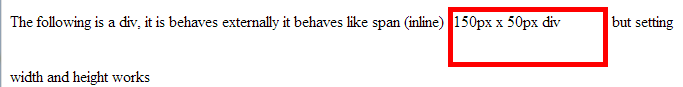 The following is a div, it is behaves externally it behaves like span (inline) 150px x 50px div but setting
width and height works